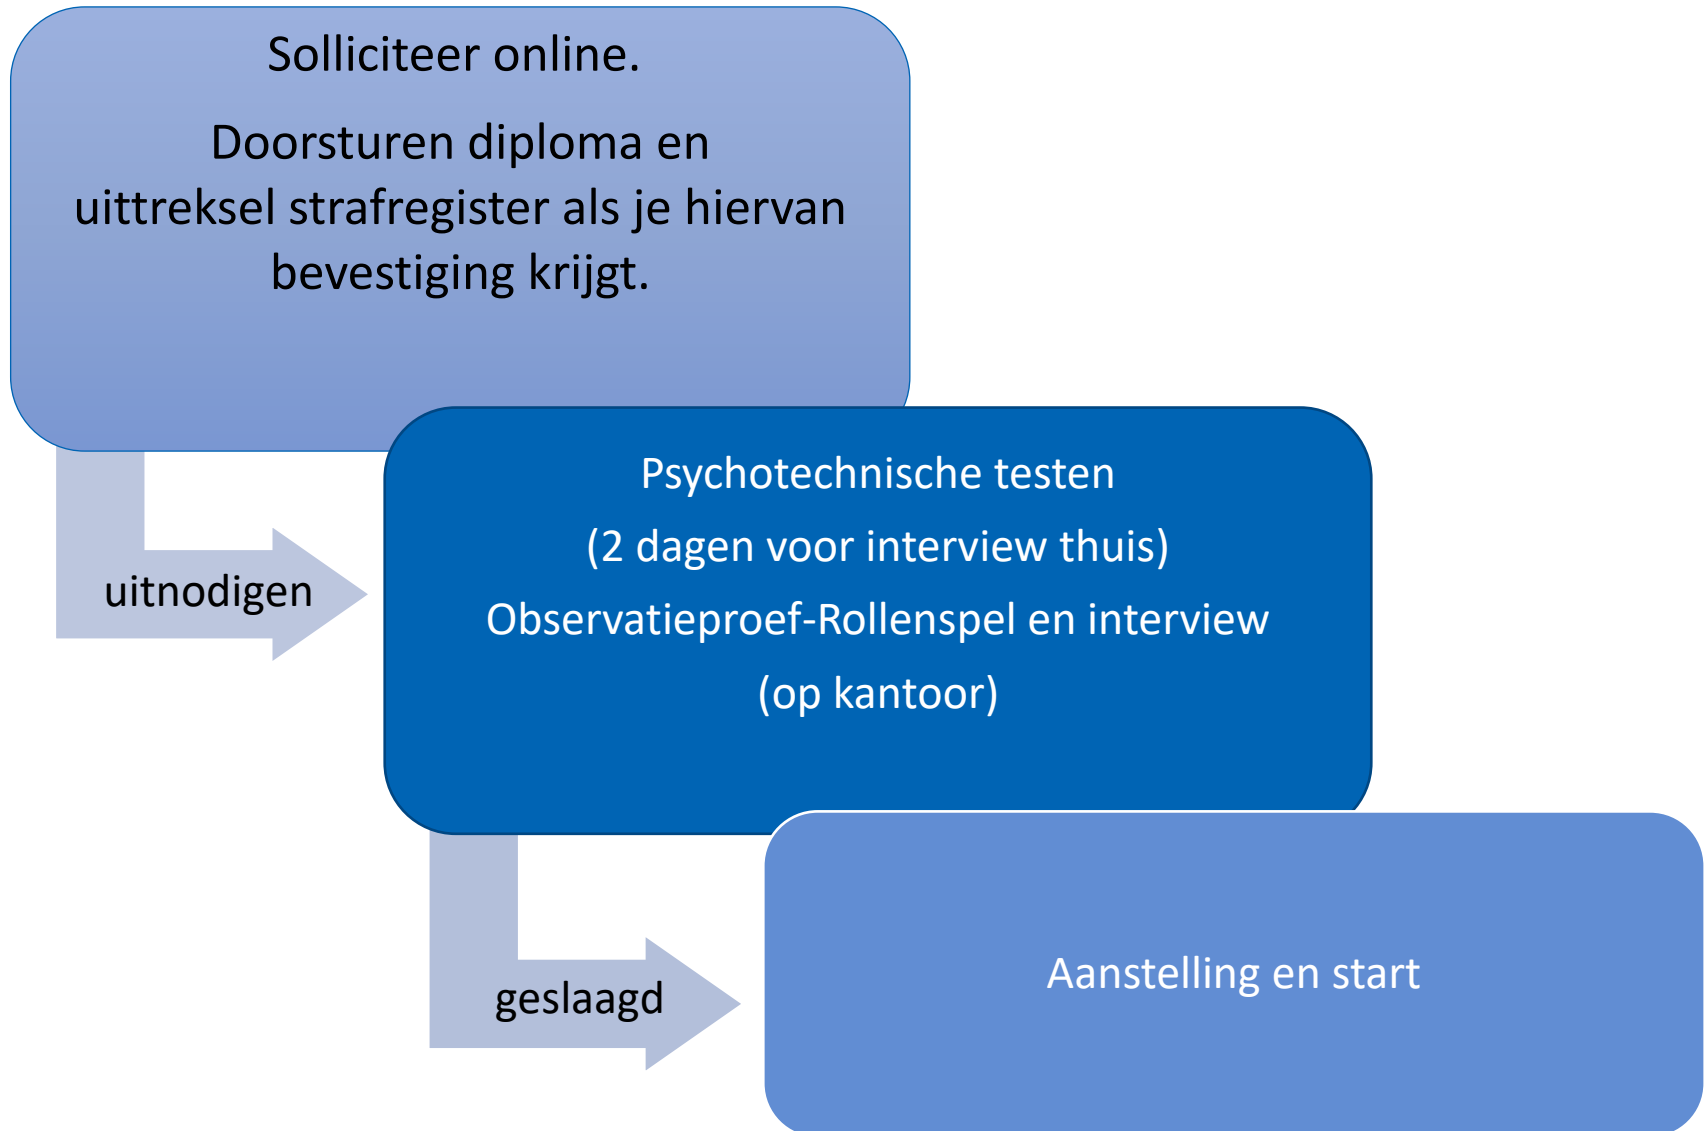 Solliciteer online.
Doorsturen diploma en
uittreksel strafregister als je hiervan
bevestiging krijgt.
uitnodigen
Psychotechnische testen
(2 dagen voor interview thuis)
Observatieproef-Rollenspel en interview
(op kantoor)
geslaagd
Aanstelling en start